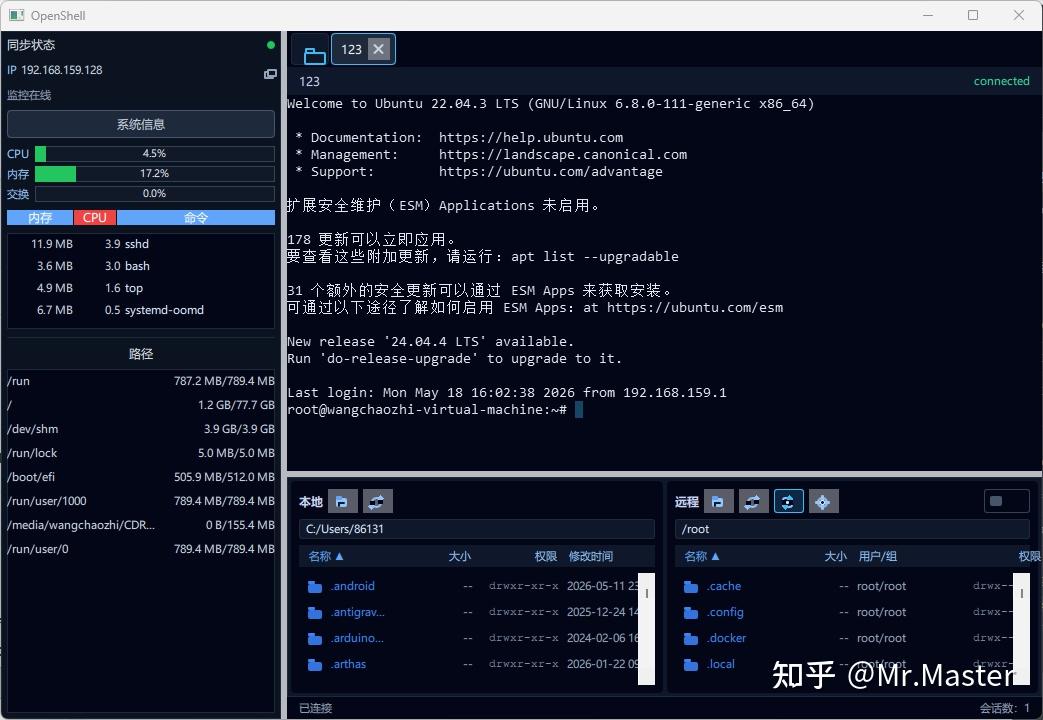 OpenShell
同步状态
IP 192.168.159.128
监控在线
系统信息
CPU 4.5%
内存 17.2%
交换 0.0%
内存 CPU 命令
11.9 MB 3.9 sshd
3.6 MB 3.0 bash
4.9 MB 1.6 top
6.7 MB 0.5 systemd-oomd
路径
/run 787.2 MB/789.4 MB
/ 1.2 GB/77.7 GB
/dev/shm 3.9 GB/3.9 GB
/run/lock 5.0 MB/5.0 MB
/boot/efi 505.9 MB/512.0 MB
/run/user/1000 789.4 MB/789.4 MB
/media/wangchaozhi/CDR... 0 B/155.4 MB
/run/user/0 789.4 MB/789.4 MB
123
123 connected
Welcome to Ubuntu 22.04.3 LTS (GNU/Linux 6.8.0-111-generic x86_64)
* Documentation: https://help.ubuntu.com
* Management: https://landscape.canonical.com
* Support: https://ubuntu.com/advantage
扩展安全维护（ESM）Applications 未启用。
178 更新可以立即应用。
要查看这些附加更新，请运行：apt list --upgradable
31 个额外的安全更新可以通过 ESM Apps 来获取安装。
可通过以下途径了解如何启用 ESM Apps：at https://ubuntu.com/esm
New release '24.04.4 LTS' available.
Run 'do-release-upgrade' to upgrade to it.
Last login: Mon May 18 16:02:38 2026 from 192.168.159.1
root@wangchaozhi-virtual-machine:~#
本地
C:/Users/86131
名称 ▲ 大小 权限 修改时间
.android -- drwxr-xr-x 2026-05-11 23
.antigrav... -- drwxr-xr-x 2025-12-24 14
.arduino... -- drwxr-xr-x 2024-02-06 16
.arthas -- drwxr-xr-x 2026-01-22 09
远程
/root
名称 ▲ 大小 用户/组 权限
.cache -- root/root drwx--
.config -- root/root drwx--
.docker -- root/root drwx--
.local -- root/root drwxr-
知乎 @Mr.Master
已连接 会话数：1